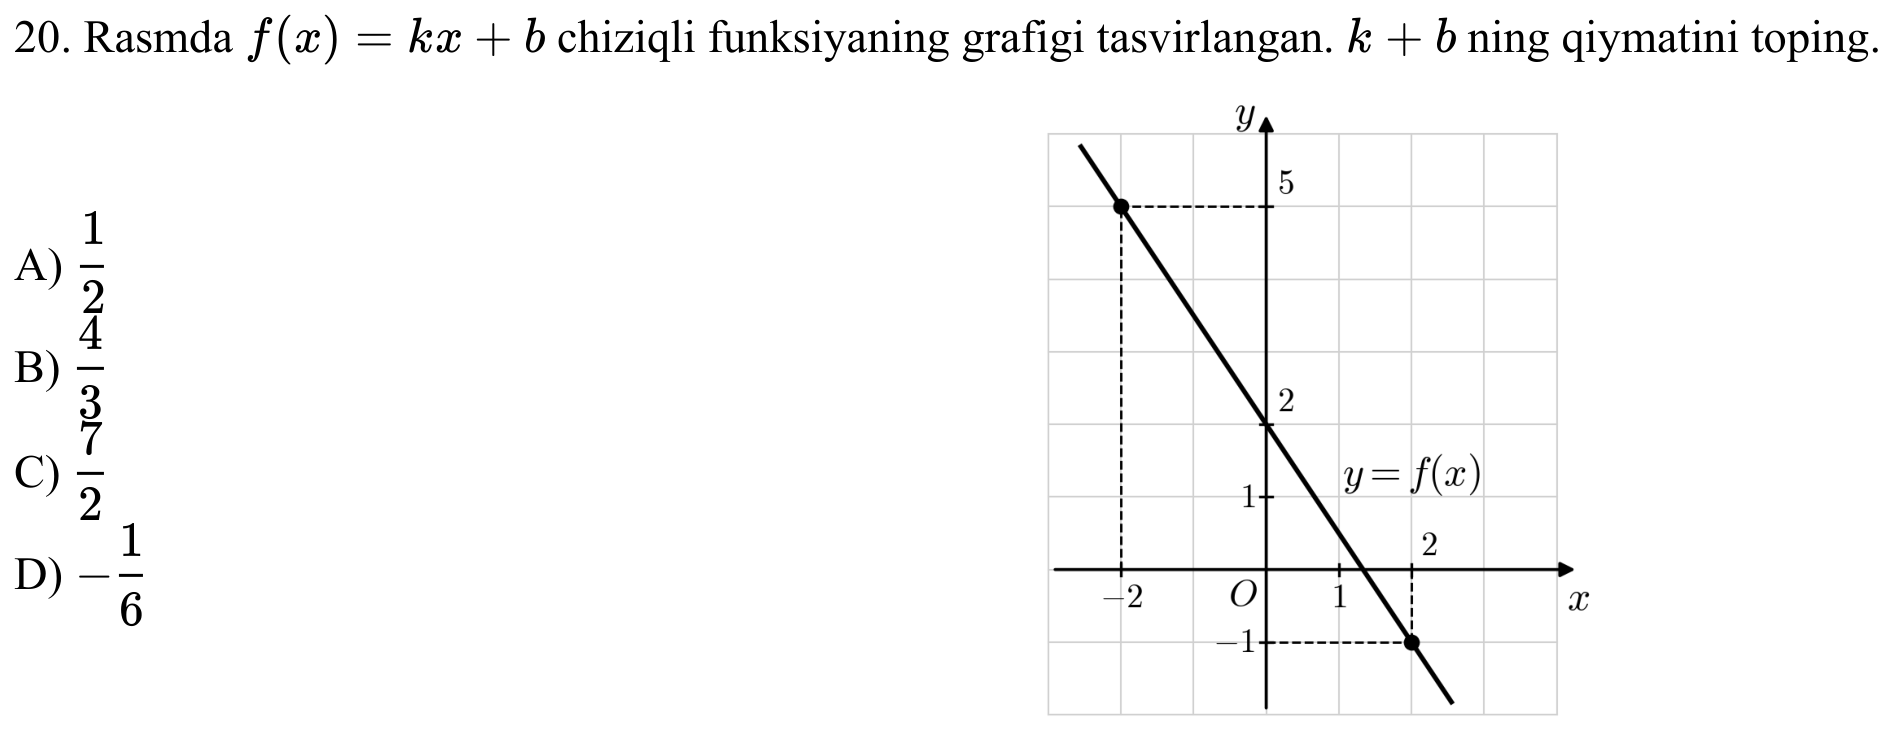 20. Rasmda f(x) = kx + b chiziqli funksiyaning grafigi tasvirlangan. k + b ning qiymatini toping.
A) 1/2
B) 4/3
C) 7/2
D) −1/6
y
5
2
y = f(x)
1
2
−2
O
1
x
−1